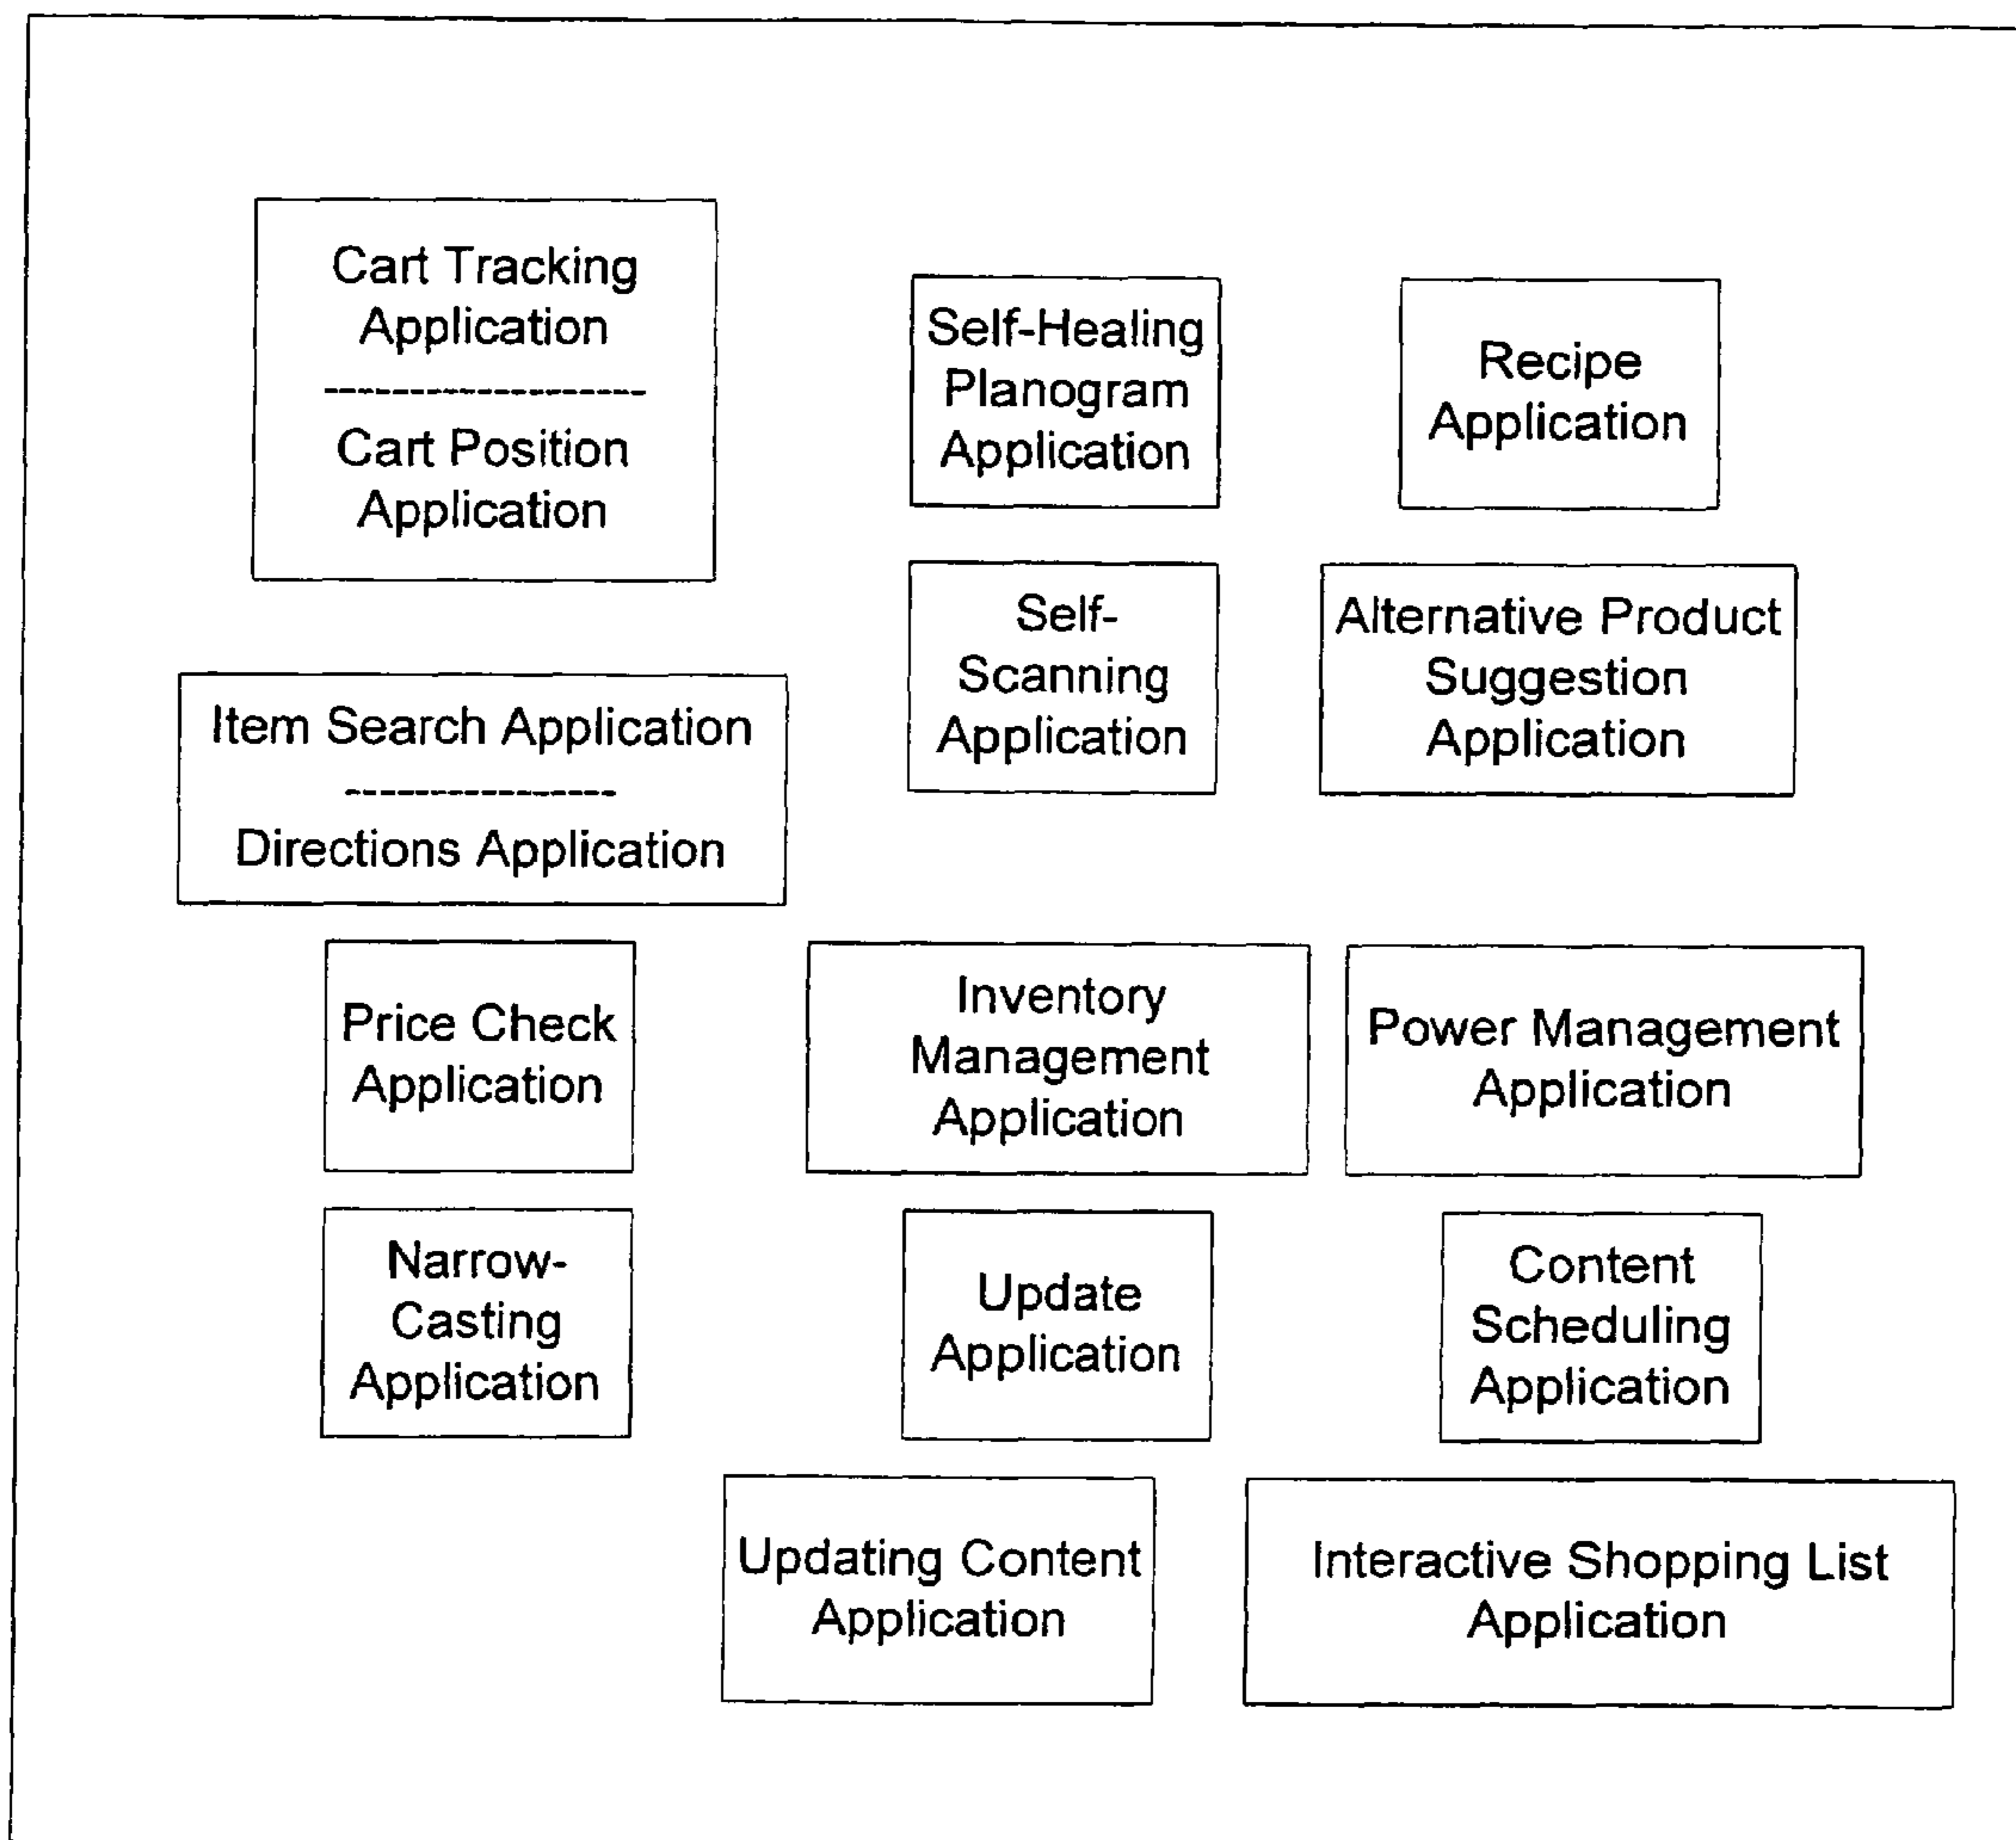 Cart Tracking
Application
--------------------
Cart Position
Application
Self-Healing
Planogram
Application
Recipe
Application
Self-
Scanning
Application
Alternative Product
Suggestion
Application
Item Search Application
-----------------
Directions Application
Price Check
Application
Inventory
Management
Application
Power Management
Application
Narrow-
Casting
Application
Update
Application
Content
Scheduling
Application
Updating Content
Application
Interactive Shopping List
Application